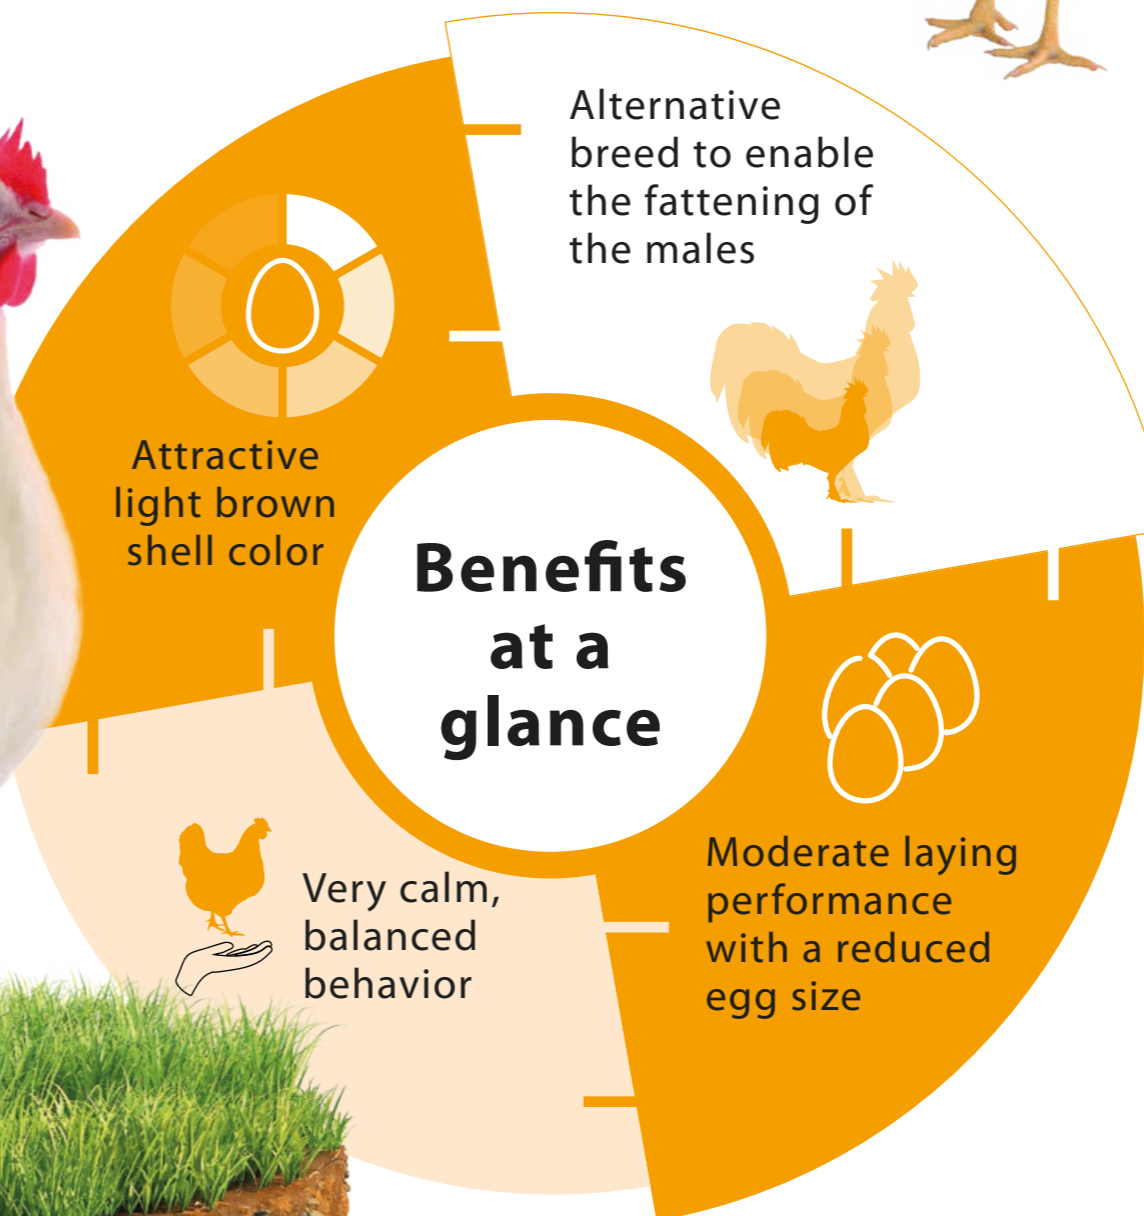 Alternative
breed to enable
the fattening of
the males
Attractive
light brown
shell color
Benefits
at a
glance
Moderate laying
performance
with a reduced
egg size
Very calm,
balanced
behavior